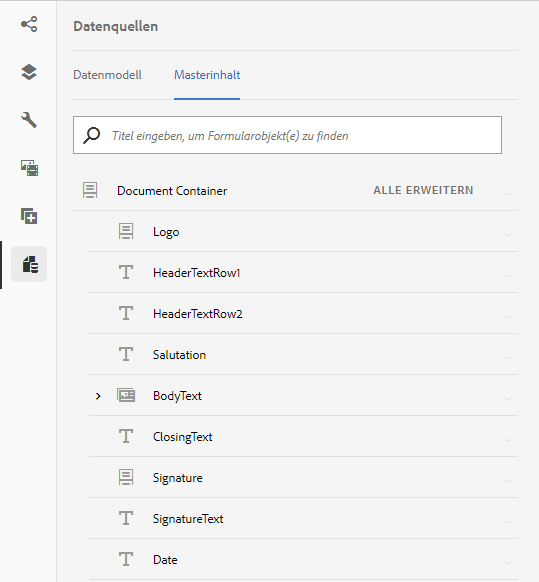 Datenquellen
Datenmodell Masterinhalt
Titel eingeben, um Formularobjekt(e) zu finden
Document Container ALLE ERWEITERN
Logo
HeaderTextRow1
HeaderTextRow2
Salutation
BodyText
ClosingText
Signature
SignatureText
Date